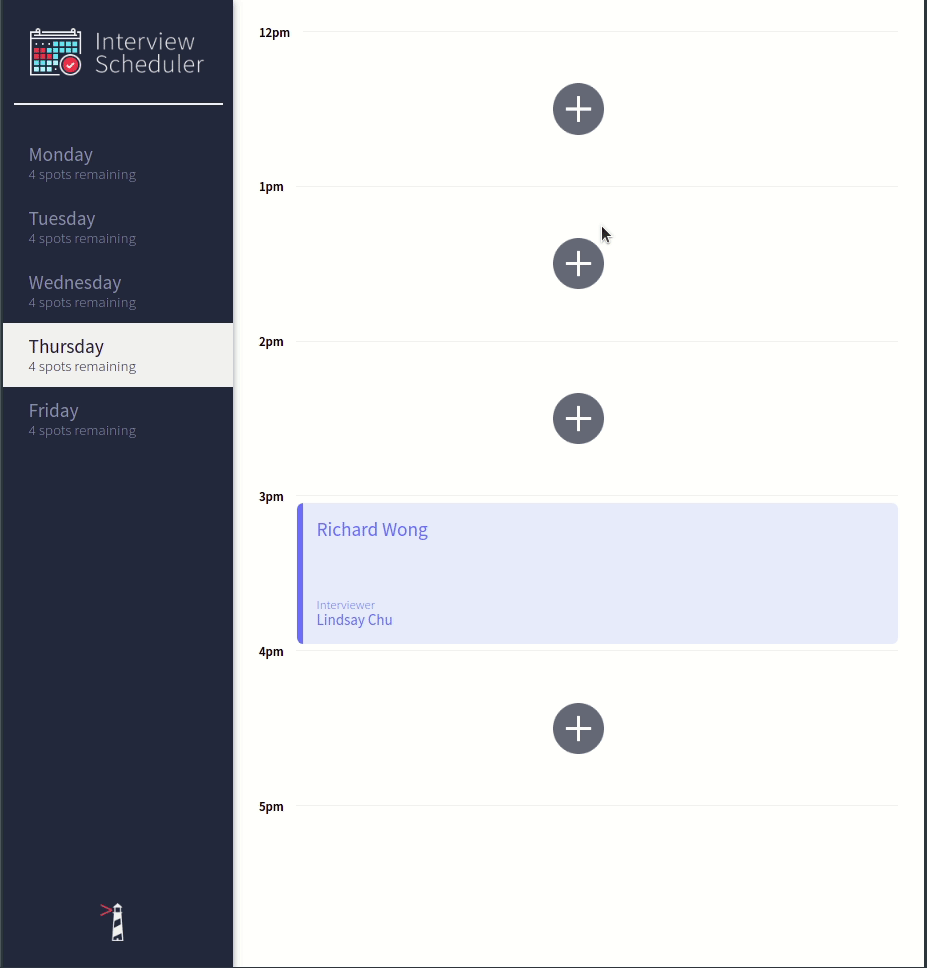 Interview
Scheduler
Monday
4 spots remaining
Tuesday
4 spots remaining
Wednesday
4 spots remaining
Thursday
4 spots remaining
Friday
4 spots remaining
12pm
1pm
2pm
3pm
Richard Wong
Interviewer
Lindsay Chu
4pm
5pm